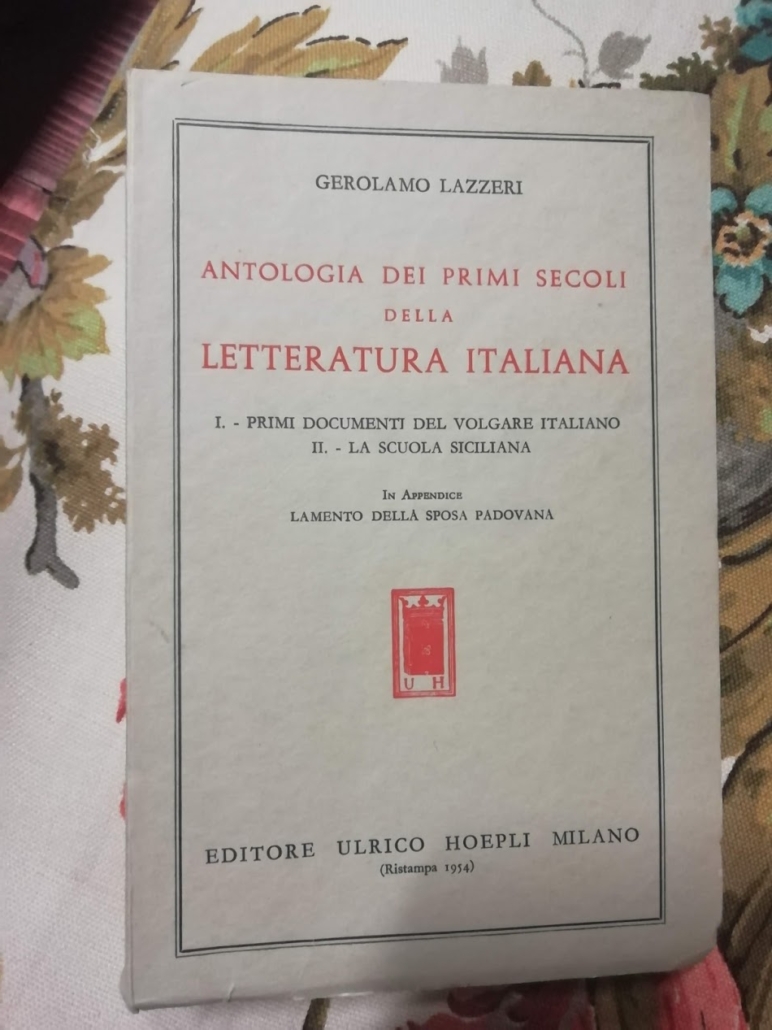 GEROLAMO LAZZERI
ANTOLOGIA DEI PRIMI SECOLI
DELLA
LETTERATURA ITALIANA
I. - PRIMI DOCUMENTI DEL VOLGARE ITALIANO
II. - LA SCUOLA SICILIANA
In Appendice
LAMENTO DELLA SPOSA PADOVANA
U H
EDITORE ULRICO HOEPLI MILANO
(Ristampa 1954)